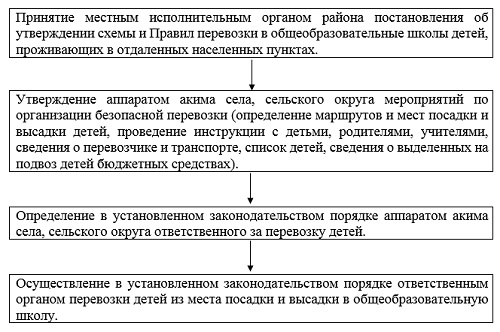 Принятие местным исполнительным органом района постановления об
утверждении схемы и Правил перевозки в общеобразовательные школы детей,
проживающих в отдаленных населенных пунктах.
Утверждение аппаратом акима села, сельского округа мероприятий по
организации безопасной перевозки (определение маршрутов и мест посадки и
высадки детей, проведение инструкции с детьми, родителями, учителями,
сведения о перевозчике и транспорте, список детей, сведения о выделенных на
подвоз детей бюджетных средствах).
Определение в установленном законодательством порядке аппаратом акима
села, сельского округа ответственного за перевозку детей.
Осуществление в установленном законодательством порядке ответственным
органом перевозки детей из места посадки и высадки в общеобразовательную
школу.